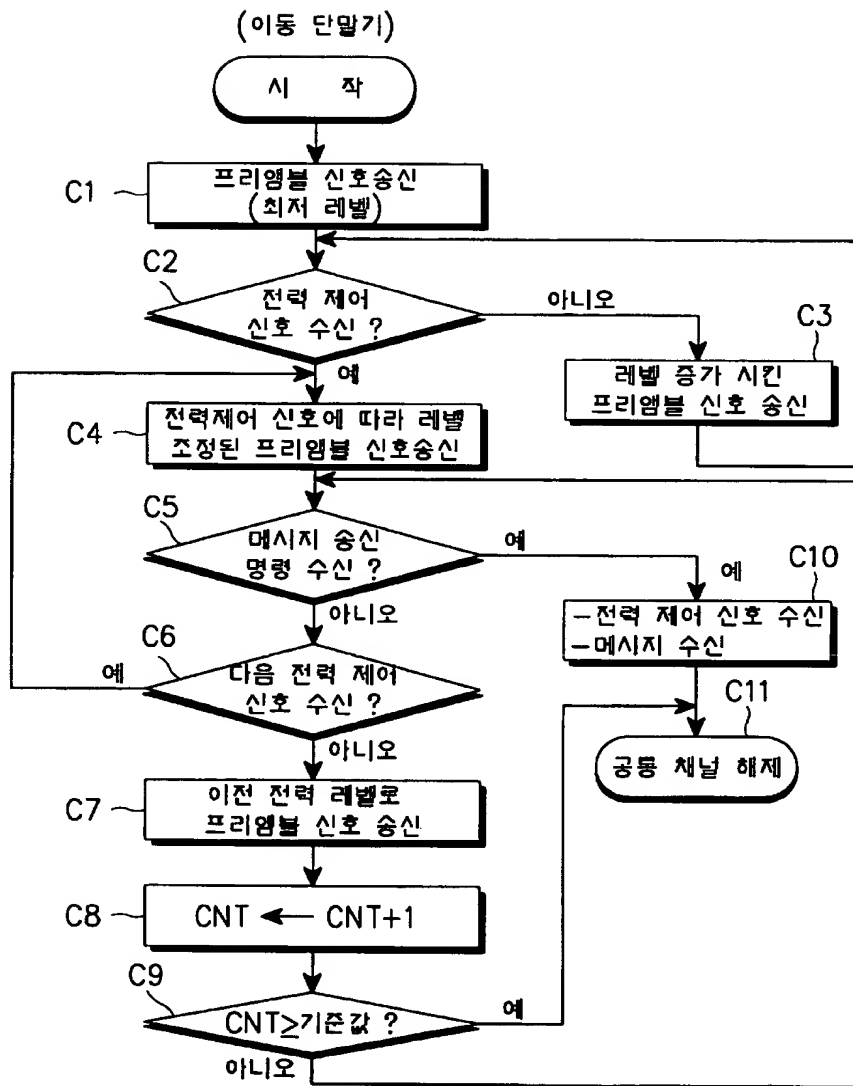 (이동 단말기)
시 작
C1
프리앰블 신호송신
(최저 레벨)
C2
전력 제어
신호 수신 ?
아니오
C3
레벨 증가 시킨
프리앰블 신호 송신
예
C4
전력제어 신호에 따라 레벨
조정된 프리앰블 신호송신
C5
메시지 송신
명령 수신 ?
예
예
C10
-전력 제어 신호 수신
-메시지 수신
아니오
C6
예
다음 전력 제어
신호 수신 ?
C11
공통 채널 해제
아니오
C7
이전 전력 레벨로
프리앰블 신호 송신
C8
CNT ← CNT+1
C9
CNT≥기준값 ?
예
아니오